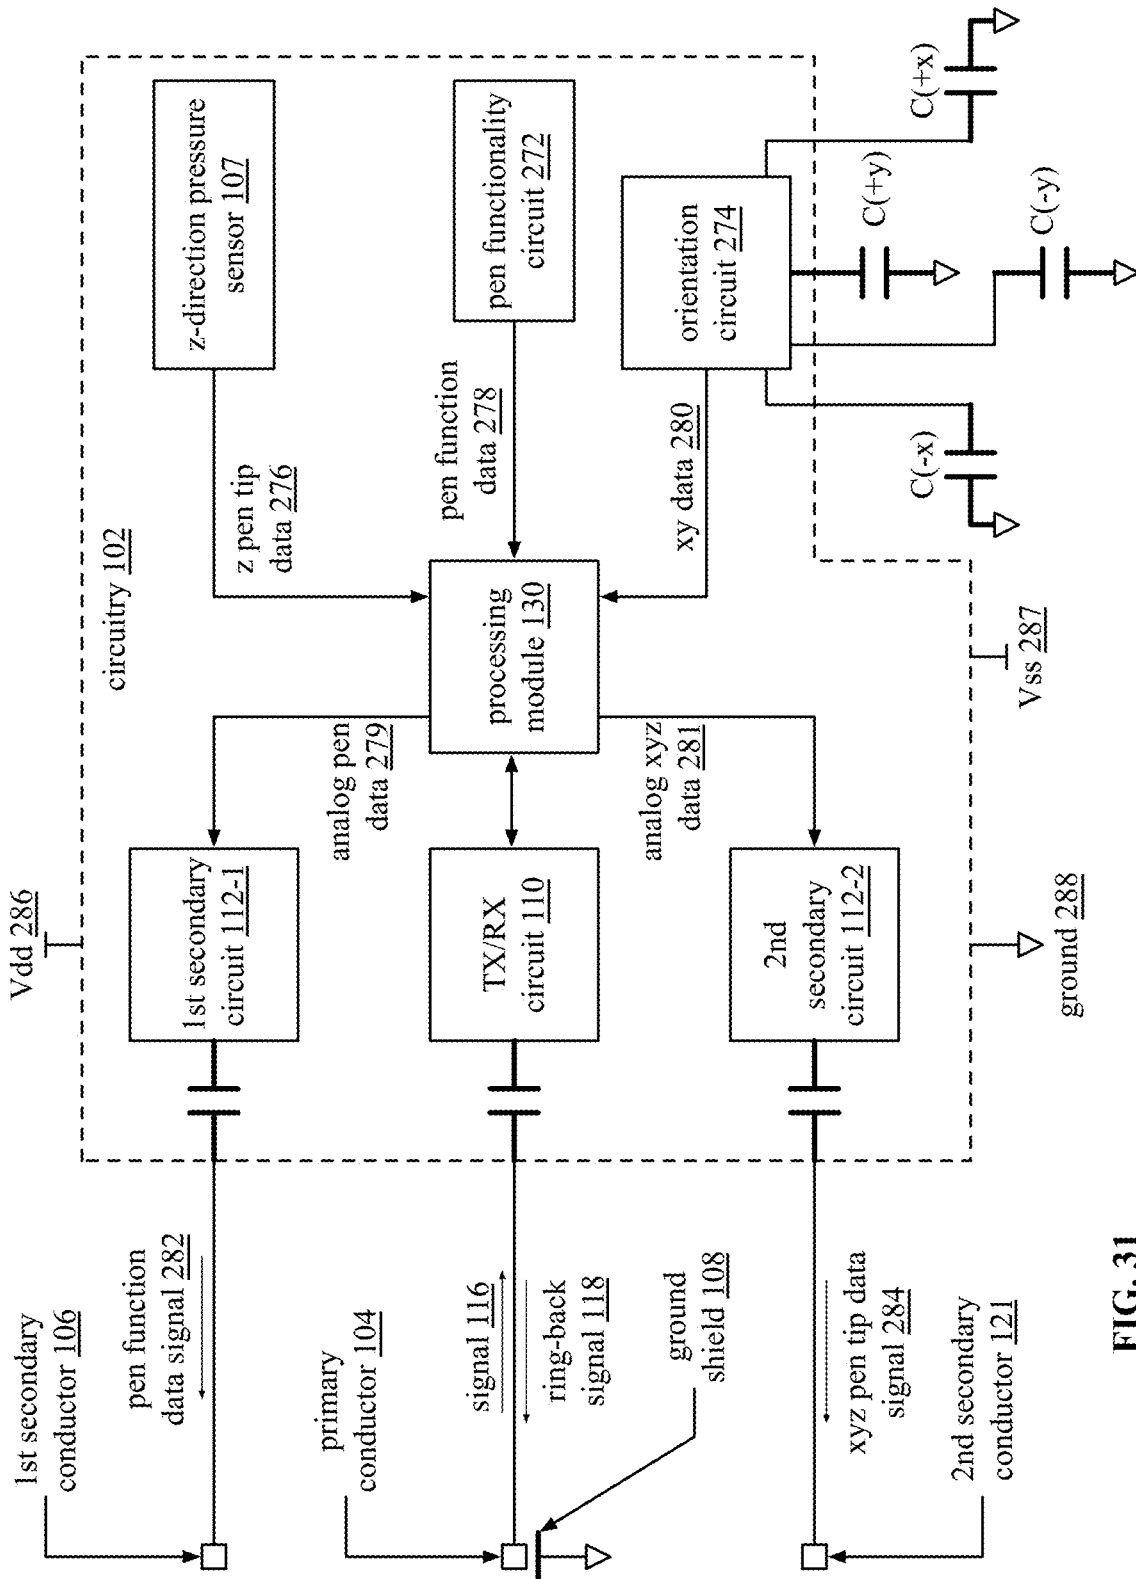 1st secondary
conductor 106
pen function
data signal 282
primary
conductor 104
signal 116
ring-back
signal 118
ground
shield 108
xyz pen tip data
signal 284
2nd secondary
conductor 121
Vdd 286
1st secondary
circuit 112-1
TX/RX
circuit 110
2nd
secondary
circuit 112-2
ground 288
analog pen
data 279
analog xyz
data 281
processing
module 130
Vss 287
circuitry 102
z pen tip
data 276
pen function
data 278
xy data 280
z-direction pressure
sensor 107
pen functionality
circuit 272
orientation
circuit 274
C(-x)
C(+y)
C(-y)
C(+x)
FIG. 31